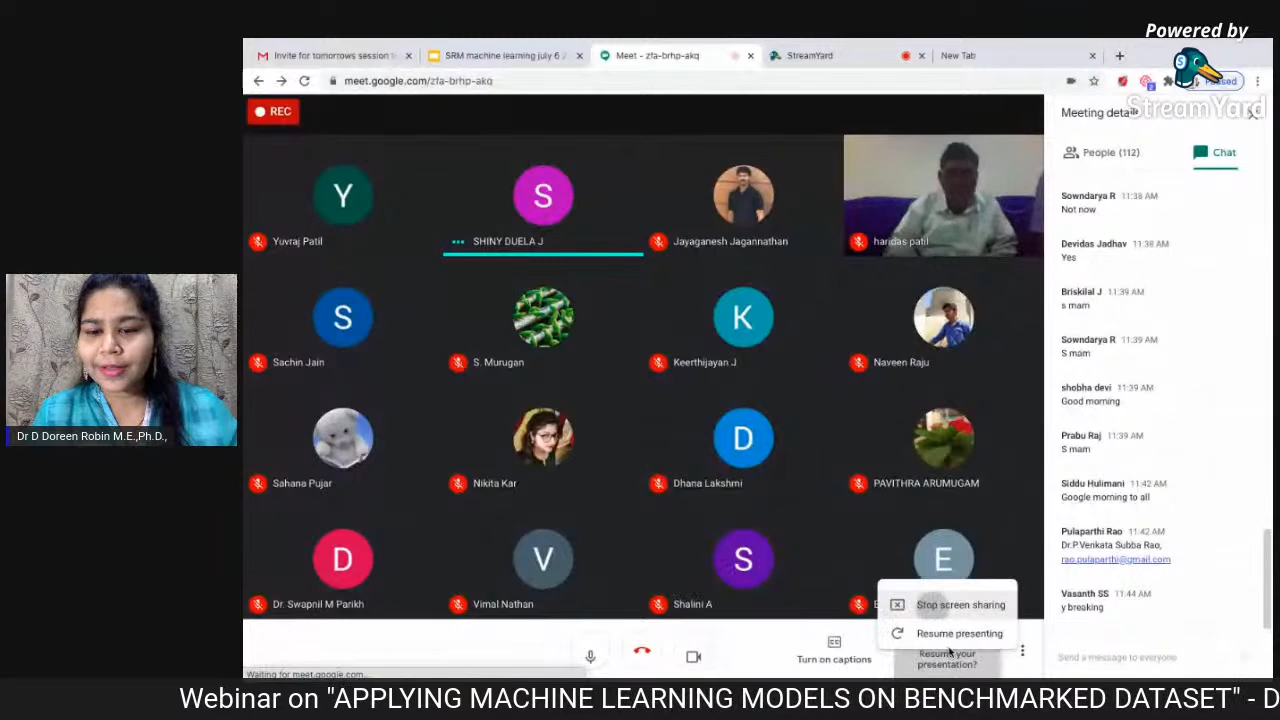 Powered by
StreamYard
Invite for tomorrows session t
SRM machine learning july 6 /
Meet - zfa-brhp-akq
StreamYard
New Tab
meet.google.com/zfa-brhp-akq
REC
Meeting details
People (112)
Chat
Y
S
Yuvraj Patil
SHINY DUELA J
Jayaganesh Jagannathan
haridas patil
S
K
Sachin Jain
S. Murugan
Keerthijayan J
Naveen Raju
D
Sahana Pujar
Nikita Kar
Dhana Lakshmi
PAVITHRA ARUMUGAM
D
V
S
E
Dr. Swapnil M Parikh
Vimal Nathan
Shalini A
Stop screen sharing
Resume presenting
Resume your
presentation?
Turn on captions
Waiting for meet.google.com...
Sowndarya R 11:38 AM
Not now
Devidas Jadhav 11:38 AM
Yes
Briskilal J 11:39 AM
s mam
Sowndarya R 11:39 AM
S mam
shobha devi 11:39 AM
Good morning
Prabu Raj 11:39 AM
S mam
Siddu Hulimani 11:42 AM
Google morning to all
Pulaparthi Rao 11:42 AM
Dr.P.Venkata Subba Rao,
rao.pulaparthi@gmail.com
Vasanth SS 11:44 AM
y breaking
Send a message to everyone
Dr D Doreen Robin M.E.,Ph.D.,
Webinar on "APPLYING MACHINE LEARNING MODELS ON BENCHMARKED DATASET" - D